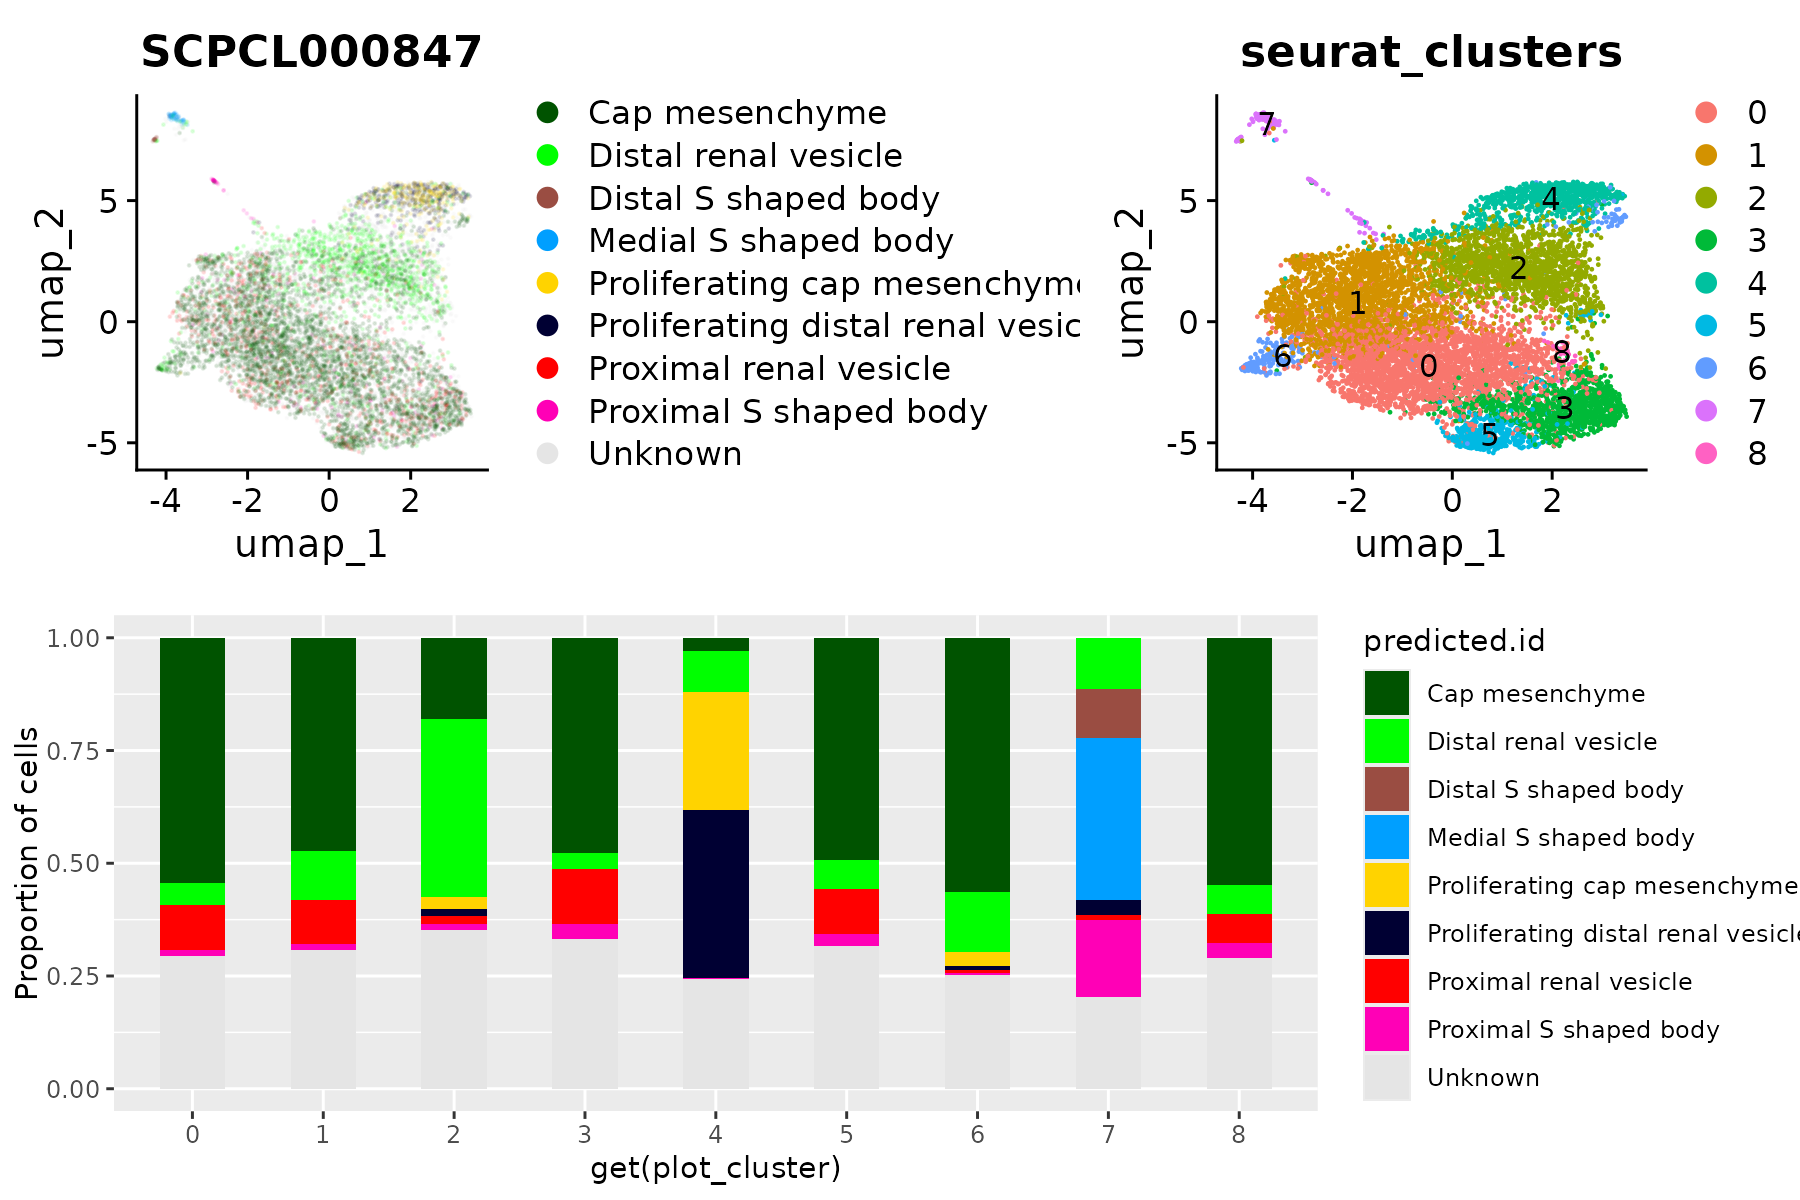 SCPCL000847
umap_2
5
0
-5
-4 -2 0 2
umap_1
Cap mesenchyme
Distal renal vesicle
Distal S shaped body
Medial S shaped body
Proliferating cap mesenchyme
Proliferating distal renal vesic
Proximal renal vesicle
Proximal S shaped body
Unknown
seurat_clusters
umap_2
5
0
-5
-4 -2 0 2
umap_1
7
4
2
1
6
8
0
3
5
0
1
2
3
4
5
6
7
8
Proportion of cells
1.00
0.75
0.50
0.25
0.00
0 1 2 3 4 5 6 7 8
get(plot_cluster)
predicted.id
Cap mesenchyme
Distal renal vesicle
Distal S shaped body
Medial S shaped body
Proliferating cap mesenchyme
Proliferating distal renal vesicle
Proximal renal vesicle
Proximal S shaped body
Unknown